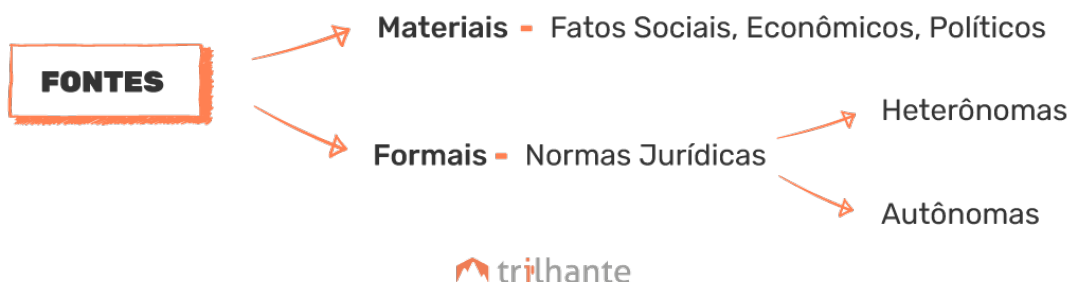 Materiais - Fatos Sociais, Econômicos, Políticos
FONTES
Heterônomas
Formais - Normas Jurídicas
Autônomas
trilhante